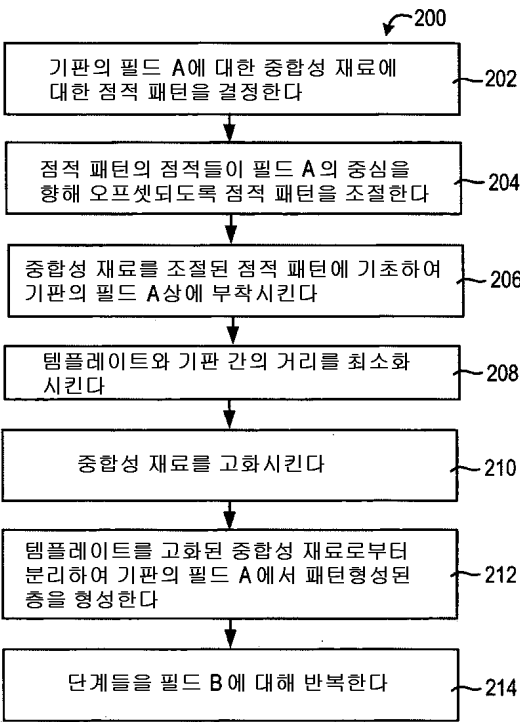 200
기판의 필드 A에 대한 중합성 재료에
대한 점적 패턴을 결정한다
202
점적 패턴의 점적들이 필드 A의 중심을
향해 오프셋되도록 점적 패턴을 조절한다
204
중합성 재료를 조절된 점적 패턴에 기초하여
기판의 필드 A상에 부착시킨다
206
템플레이트와 기판 간의 거리를 최소화
시킨다
208
중합성 재료를 고화시킨다
210
템플레이트를 고화된 중합성 재료로부터
분리하여 기판의 필드 A에서 패턴형성된
층을 형성한다
212
단계들을 필드 B에 대해 반복한다
214